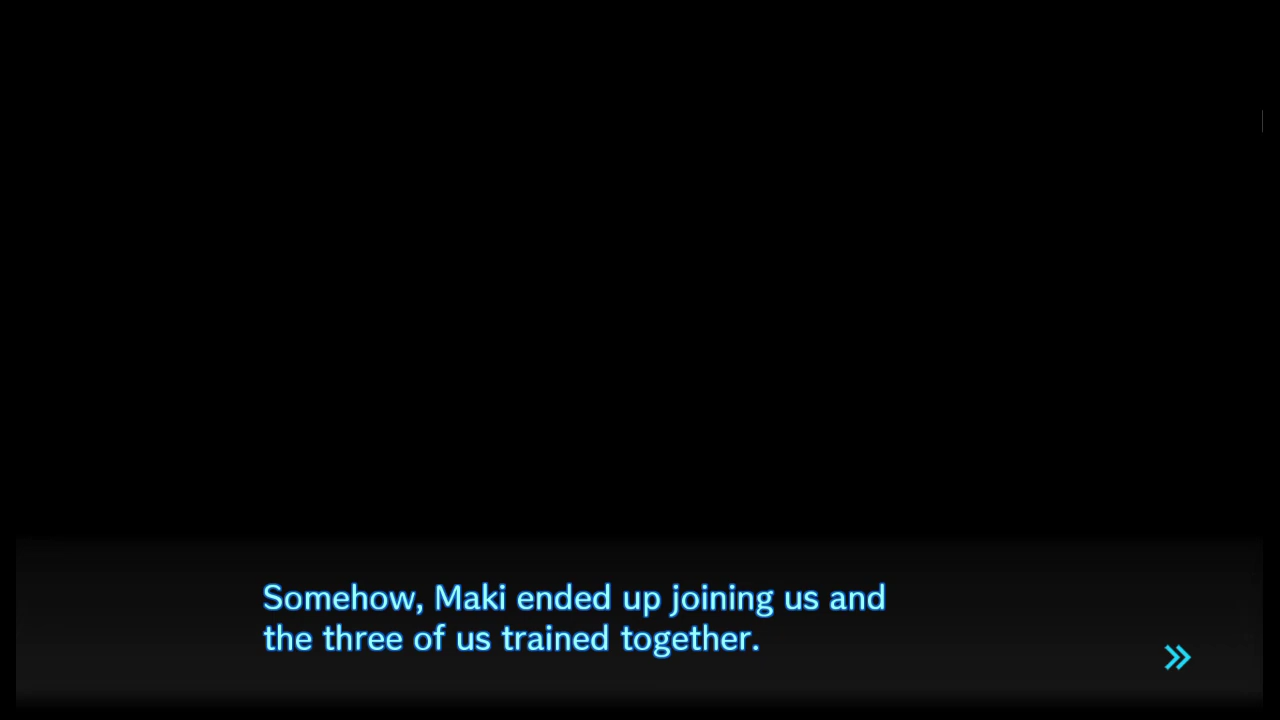 Somehow, Maki ended up joining us and
the three of us trained together.